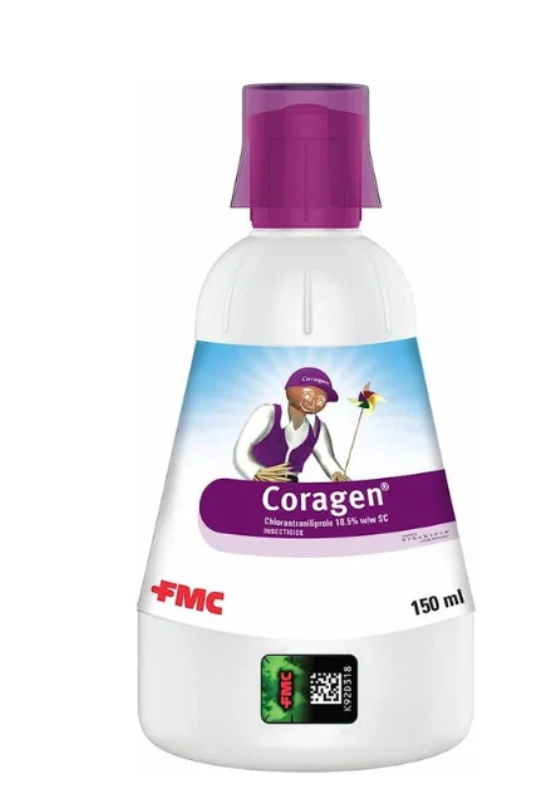 Coragen
Coragen®
Chlorantraniliprole 18.5% w/w SC
INSECTICIDE
FMC
150 ml
FMC
K92D318